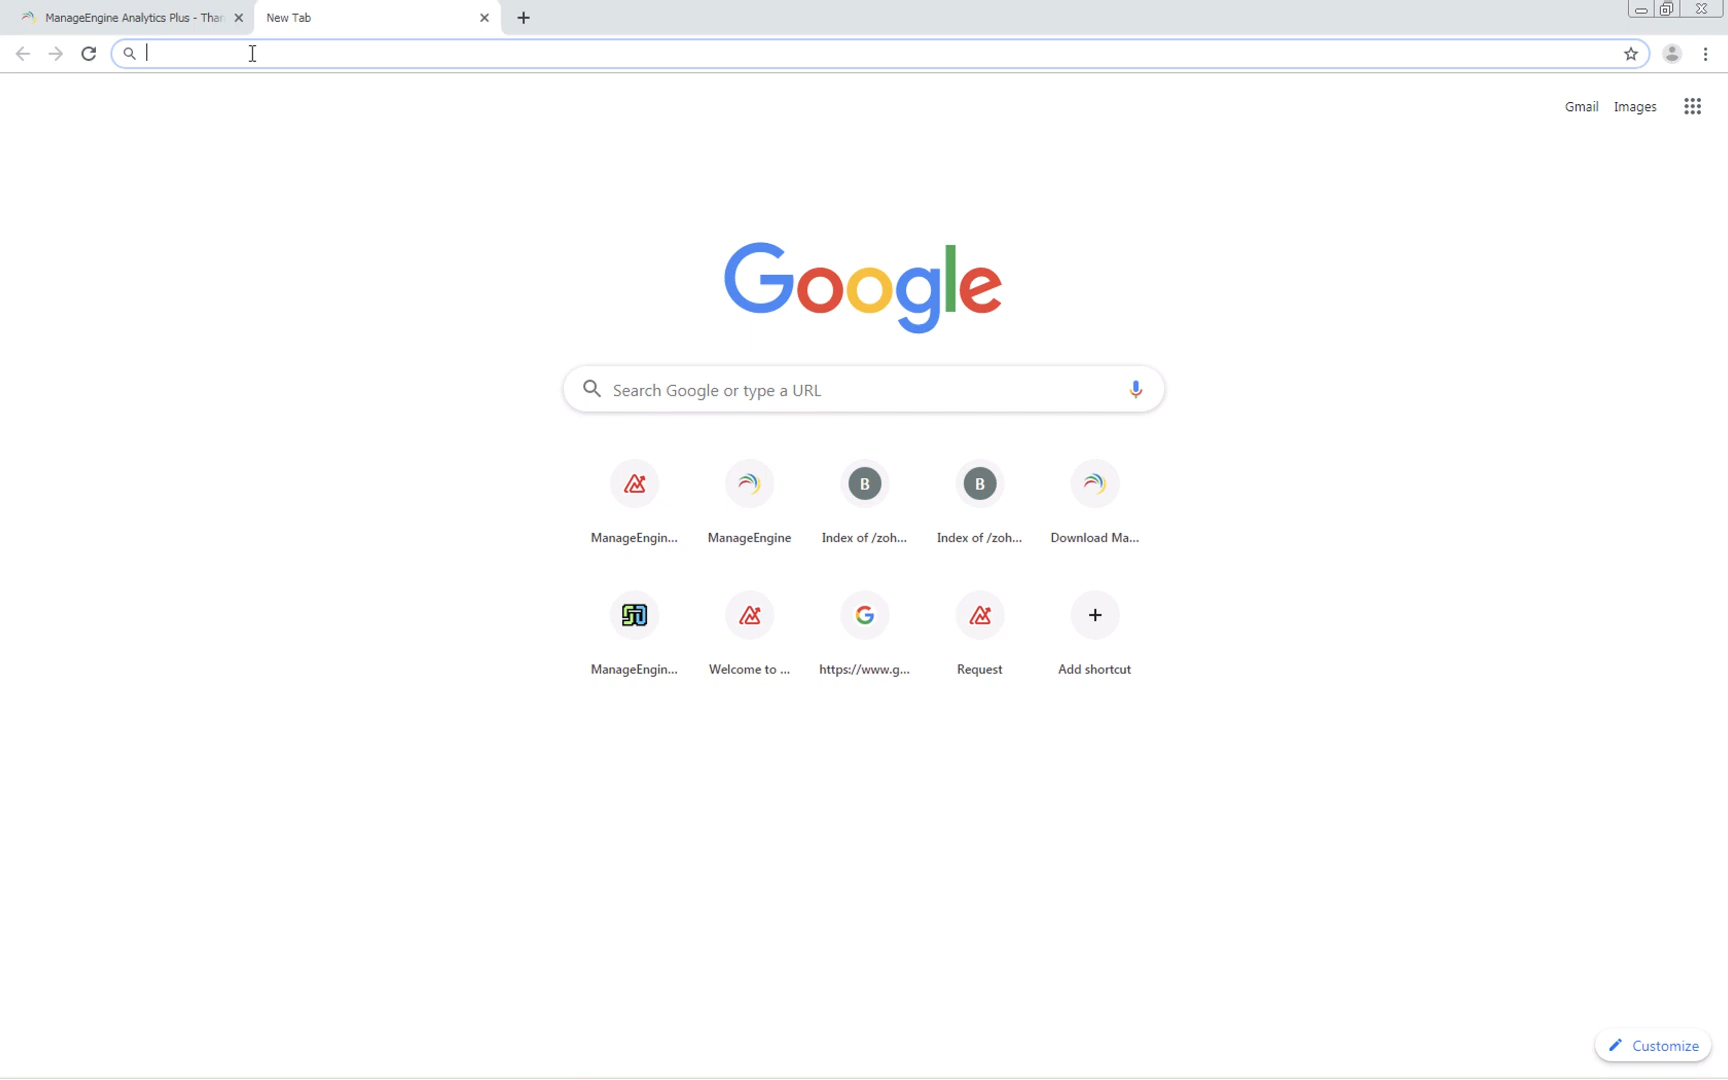 ManageEngine Analytics Plus - Than
New Tab
Gmail Images
Google
Search Google or type a URL
B B
ManageEngin... ManageEngine Index of /zoh... Index of /zoh... Download Ma...
ManageEngin... Welcome to ... https://www.g... Request Add shortcut
Customize